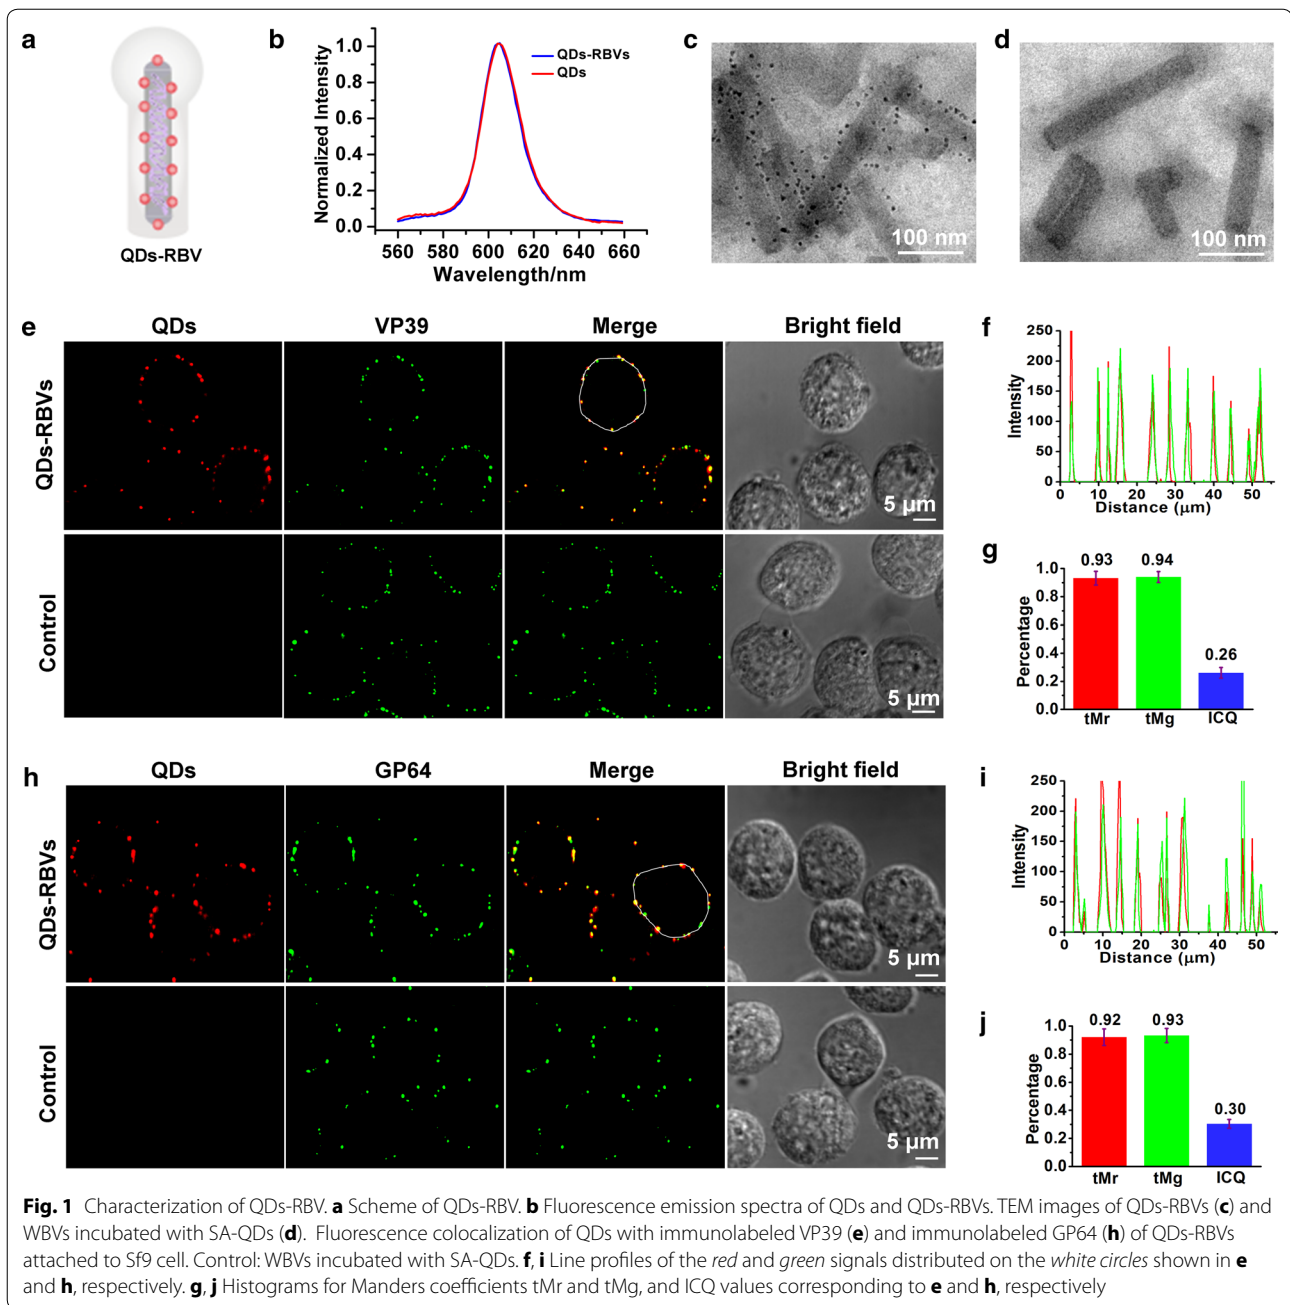 a
QDs-RBV
b
Normalized Intensity
1.0
0.8
0.6
0.4
0.2
0.0
QDs-RBVs
QDs
560 580 600 620 640 660
Wavelength/nm
c
100 nm
d
100 nm
e
QDs VP39 Merge Bright field
QDs-RBVs
5 µm
Control
5 µm
f
Intensity
250
200
150
100
50
0
0 10 20 30 40 50
Distance (µm)
g
Percentage
1.0
0.8
0.6
0.4
0.2
0.0
0.93 0.94 0.26
tMr tMg ICQ
h
QDs GP64 Merge Bright field
QDs-RBVs
5 µm
Control
5 µm
i
Intensity
250
200
150
100
50
0
0 10 20 30 40 50
Distance (µm)
j
Percentage
1.0
0.8
0.6
0.4
0.2
0.0
0.92 0.93 0.30
tMr tMg ICQ
Fig. 1 Characterization of QDs-RBV. a Scheme of QDs-RBV. b Fluorescence emission spectra of QDs and QDs-RBVs. TEM images of QDs-RBVs (c) and
WBVs incubated with SA-QDs (d). Fluorescence colocalization of QDs with immunolabeled VP39 (e) and immunolabeled GP64 (h) of QDs-RBVs
attached to Sf9 cell. Control: WBVs incubated with SA-QDs. f, i Line profiles of the red and green signals distributed on the white circles shown in e
and h, respectively. g, j Histograms for Manders coefficients tMr and tMg, and ICQ values corresponding to e and h, respectively